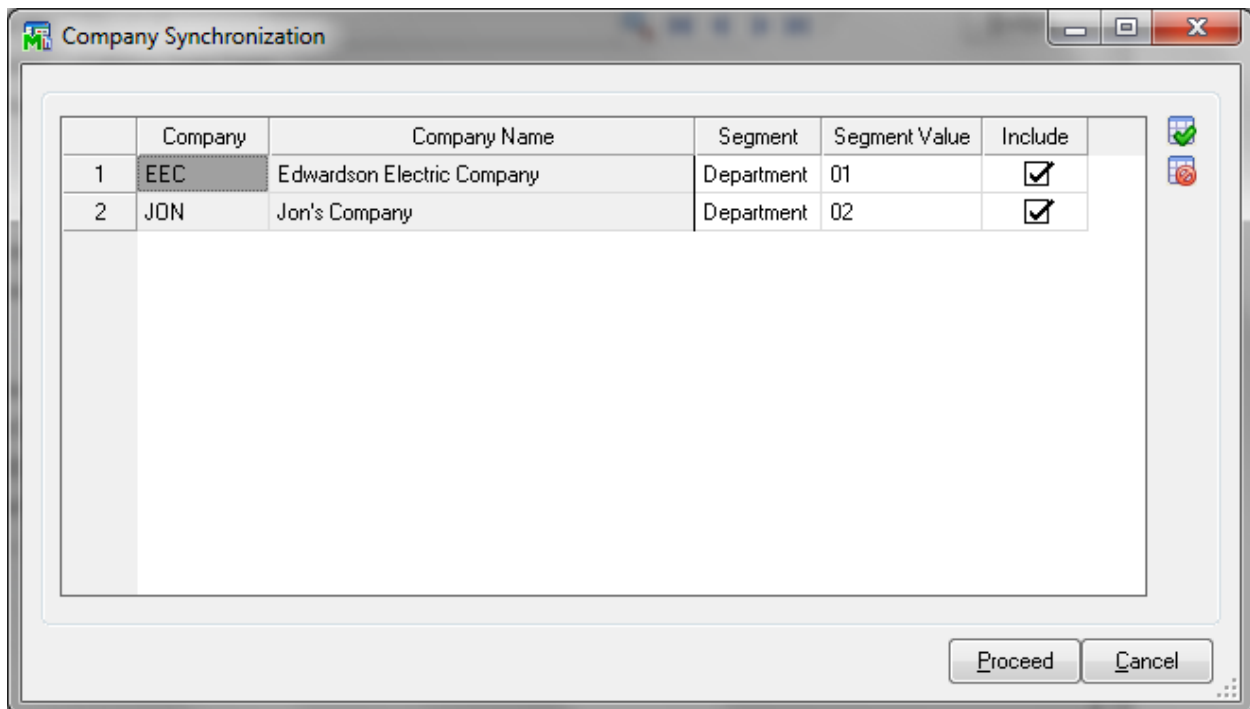 Company Synchronization
Company Company Name Segment Segment Value Include
1 EEC Edwardson Electric Company Department 01
2 JON Jon's Company Department 02
Proceed Cancel